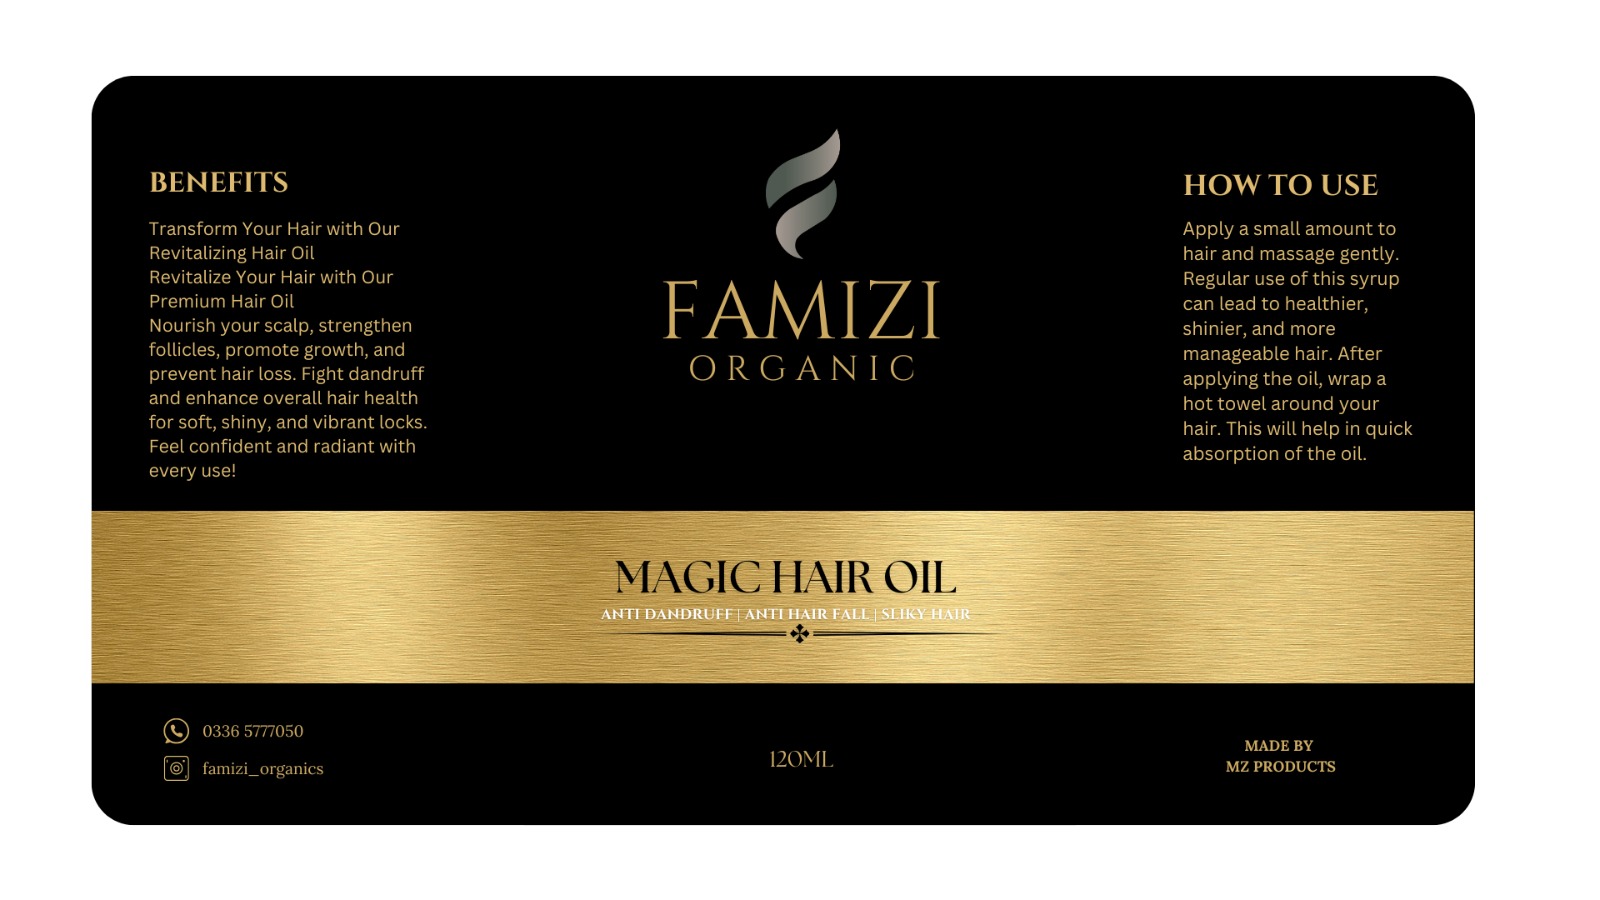 BENEFITS
Transform Your Hair with Our
Revitalizing Hair Oil
Revitalize Your Hair with Our
Premium Hair Oil
Nourish your scalp, strengthen
follicles, promote growth, and
prevent hair loss. Fight dandruff
and enhance overall hair health
for soft, shiny, and vibrant locks.
Feel confident and radiant with
every use!
FAMIZI
ORGANIC
HOW TO USE
Apply a small amount to
hair and massage gently.
Regular use of this syrup
can lead to healthier,
shinier, and more
manageable hair. After
applying the oil, wrap a
hot towel around your
hair. This will help in quick
absorption of the oil.
MAGIC HAIR OIL
ANTI DANDRUFF | ANTI HAIR FALL | SLIKY HAIR
0336 5777050
famizi_organics
120ML
MADE BY
MZ PRODUCTS